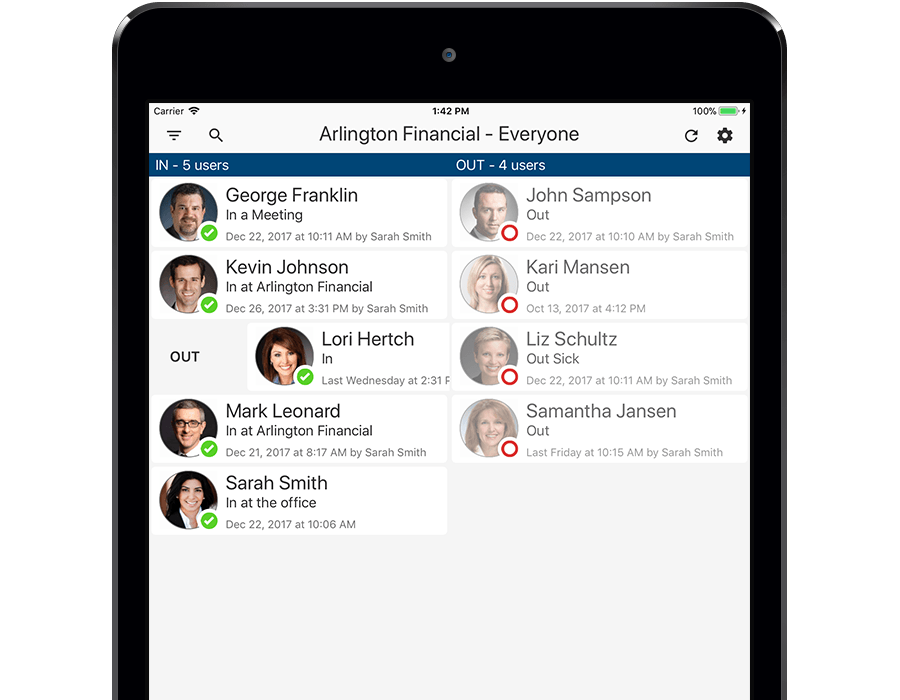 Carrier
1:42 PM
100%
Arlington Financial - Everyone
IN - 5 users
George Franklin
In a Meeting
Dec 22, 2017 at 10:11 AM by Sarah Smith
Kevin Johnson
In at Arlington Financial
Dec 26, 2017 at 3:31 PM by Sarah Smith
OUT
Lori Hertch
In
Last Wednesday at 2:31 P
Mark Leonard
In at Arlington Financial
Dec 21, 2017 at 8:17 AM by Sarah Smith
Sarah Smith
In at the office
Dec 22, 2017 at 10:06 AM
OUT - 4 users
John Sampson
Out
Dec 22, 2017 at 10:10 AM by Sarah Smith
Kari Mansen
Out
Oct 13, 2017 at 4:12 PM
Liz Schultz
Out Sick
Dec 22, 2017 at 10:11 AM by Sarah Smith
Samantha Jansen
Out
Last Friday at 10:15 AM by Sarah Smith